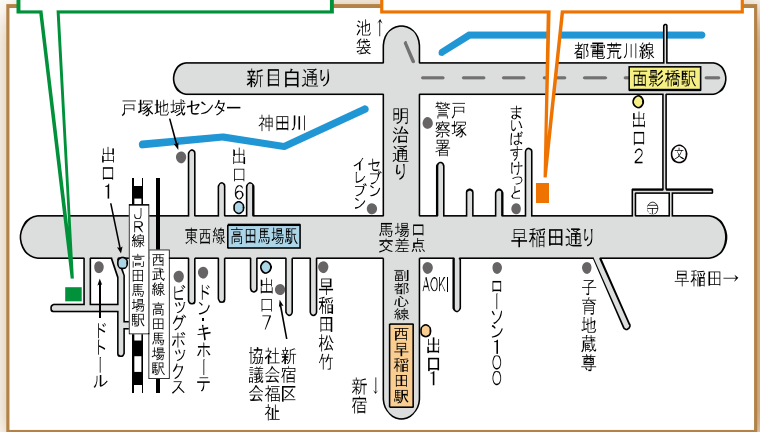 池袋↑
都電荒川線
新目白通り
面影橋駅
戸塚地域センター
神田川
明治通り
戸塚警察署
まいばすけっと
出口2
文
出口1
出口6
セブンイレブン
JR線 高田馬場駅
東西線
高田馬場駅
馬場口交差点
早稲田通り
早稲田→
西武線 高田馬場駅
ドトール
ビッグボックス
ドン・キホーテ
出口7
新宿区社会福祉協議会
早稲田松竹
副都心線
西早稲田駅
AOKI
出口1
ローソン100
子育地蔵尊
新宿↓